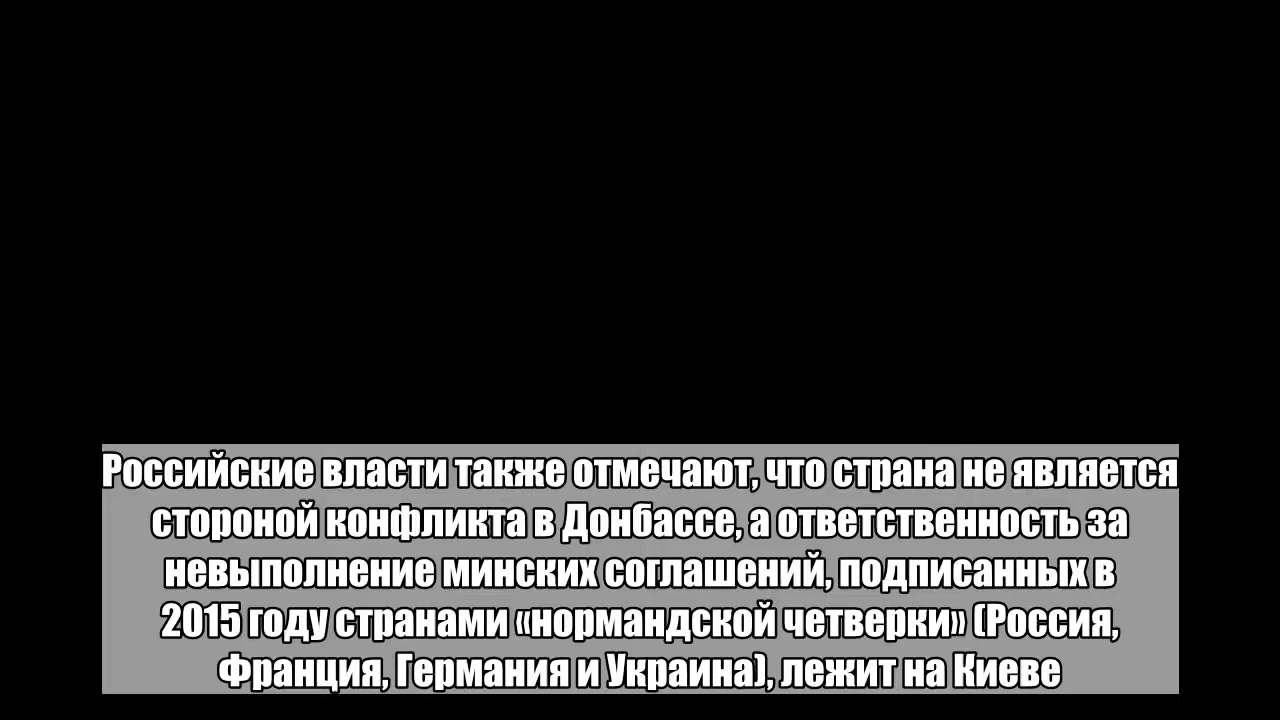 Российские власти также отмечают, что страна не является
стороной конфликта в Донбассе, а ответственность за
невыполнение минских соглашений, подписанных в
2015 году странами «нормандской четверки» (Россия,
Франция, Германия и Украина), лежит на Киеве